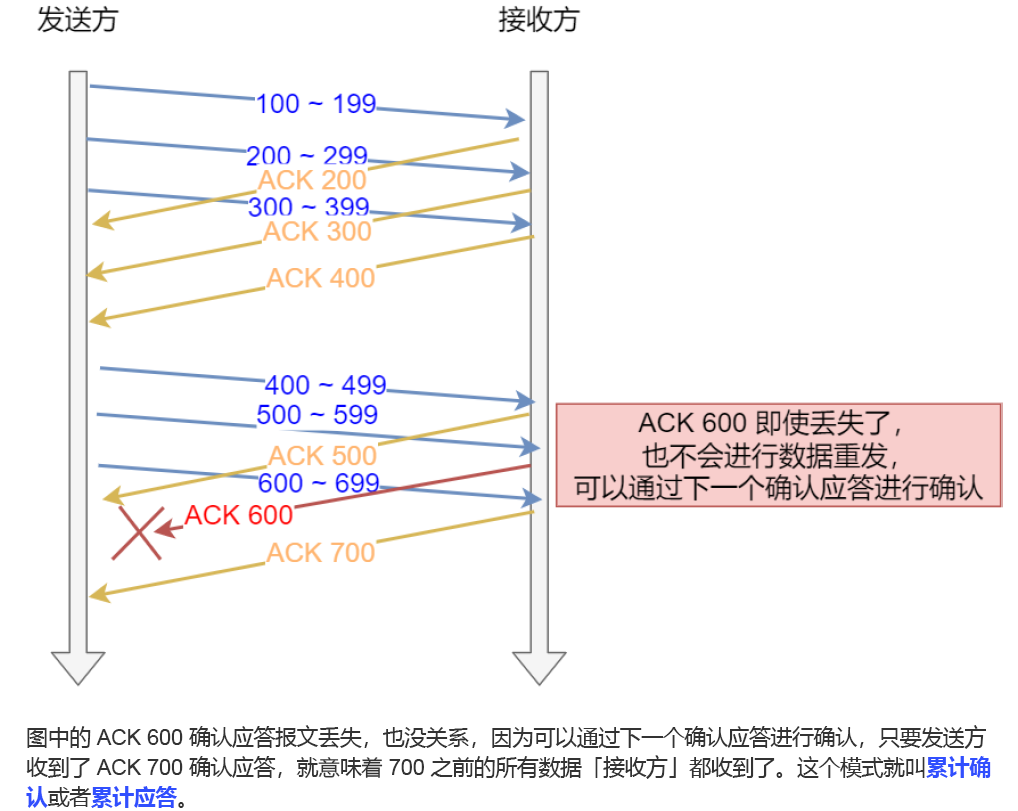 发送方
接收方
100 ~ 199
200 ~ 299
ACK 200
300 ~ 399
ACK 300
ACK 400
400 ~ 499
500 ~ 599
ACK 500
600 ~ 699
ACK 600
ACK 700
ACK 600 即使丢失了，
也不会进行数据重发，
可以通过下一个确认应答进行确认
图中的 ACK 600 确认应答报文丢失，也没关系，因为可以通过下一个确认应答进行确认，只要发送方
收到了 ACK 700 确认应答，就意味着 700 之前的所有数据「接收方」都收到了。这个模式就叫累计确
认或者累计应答。